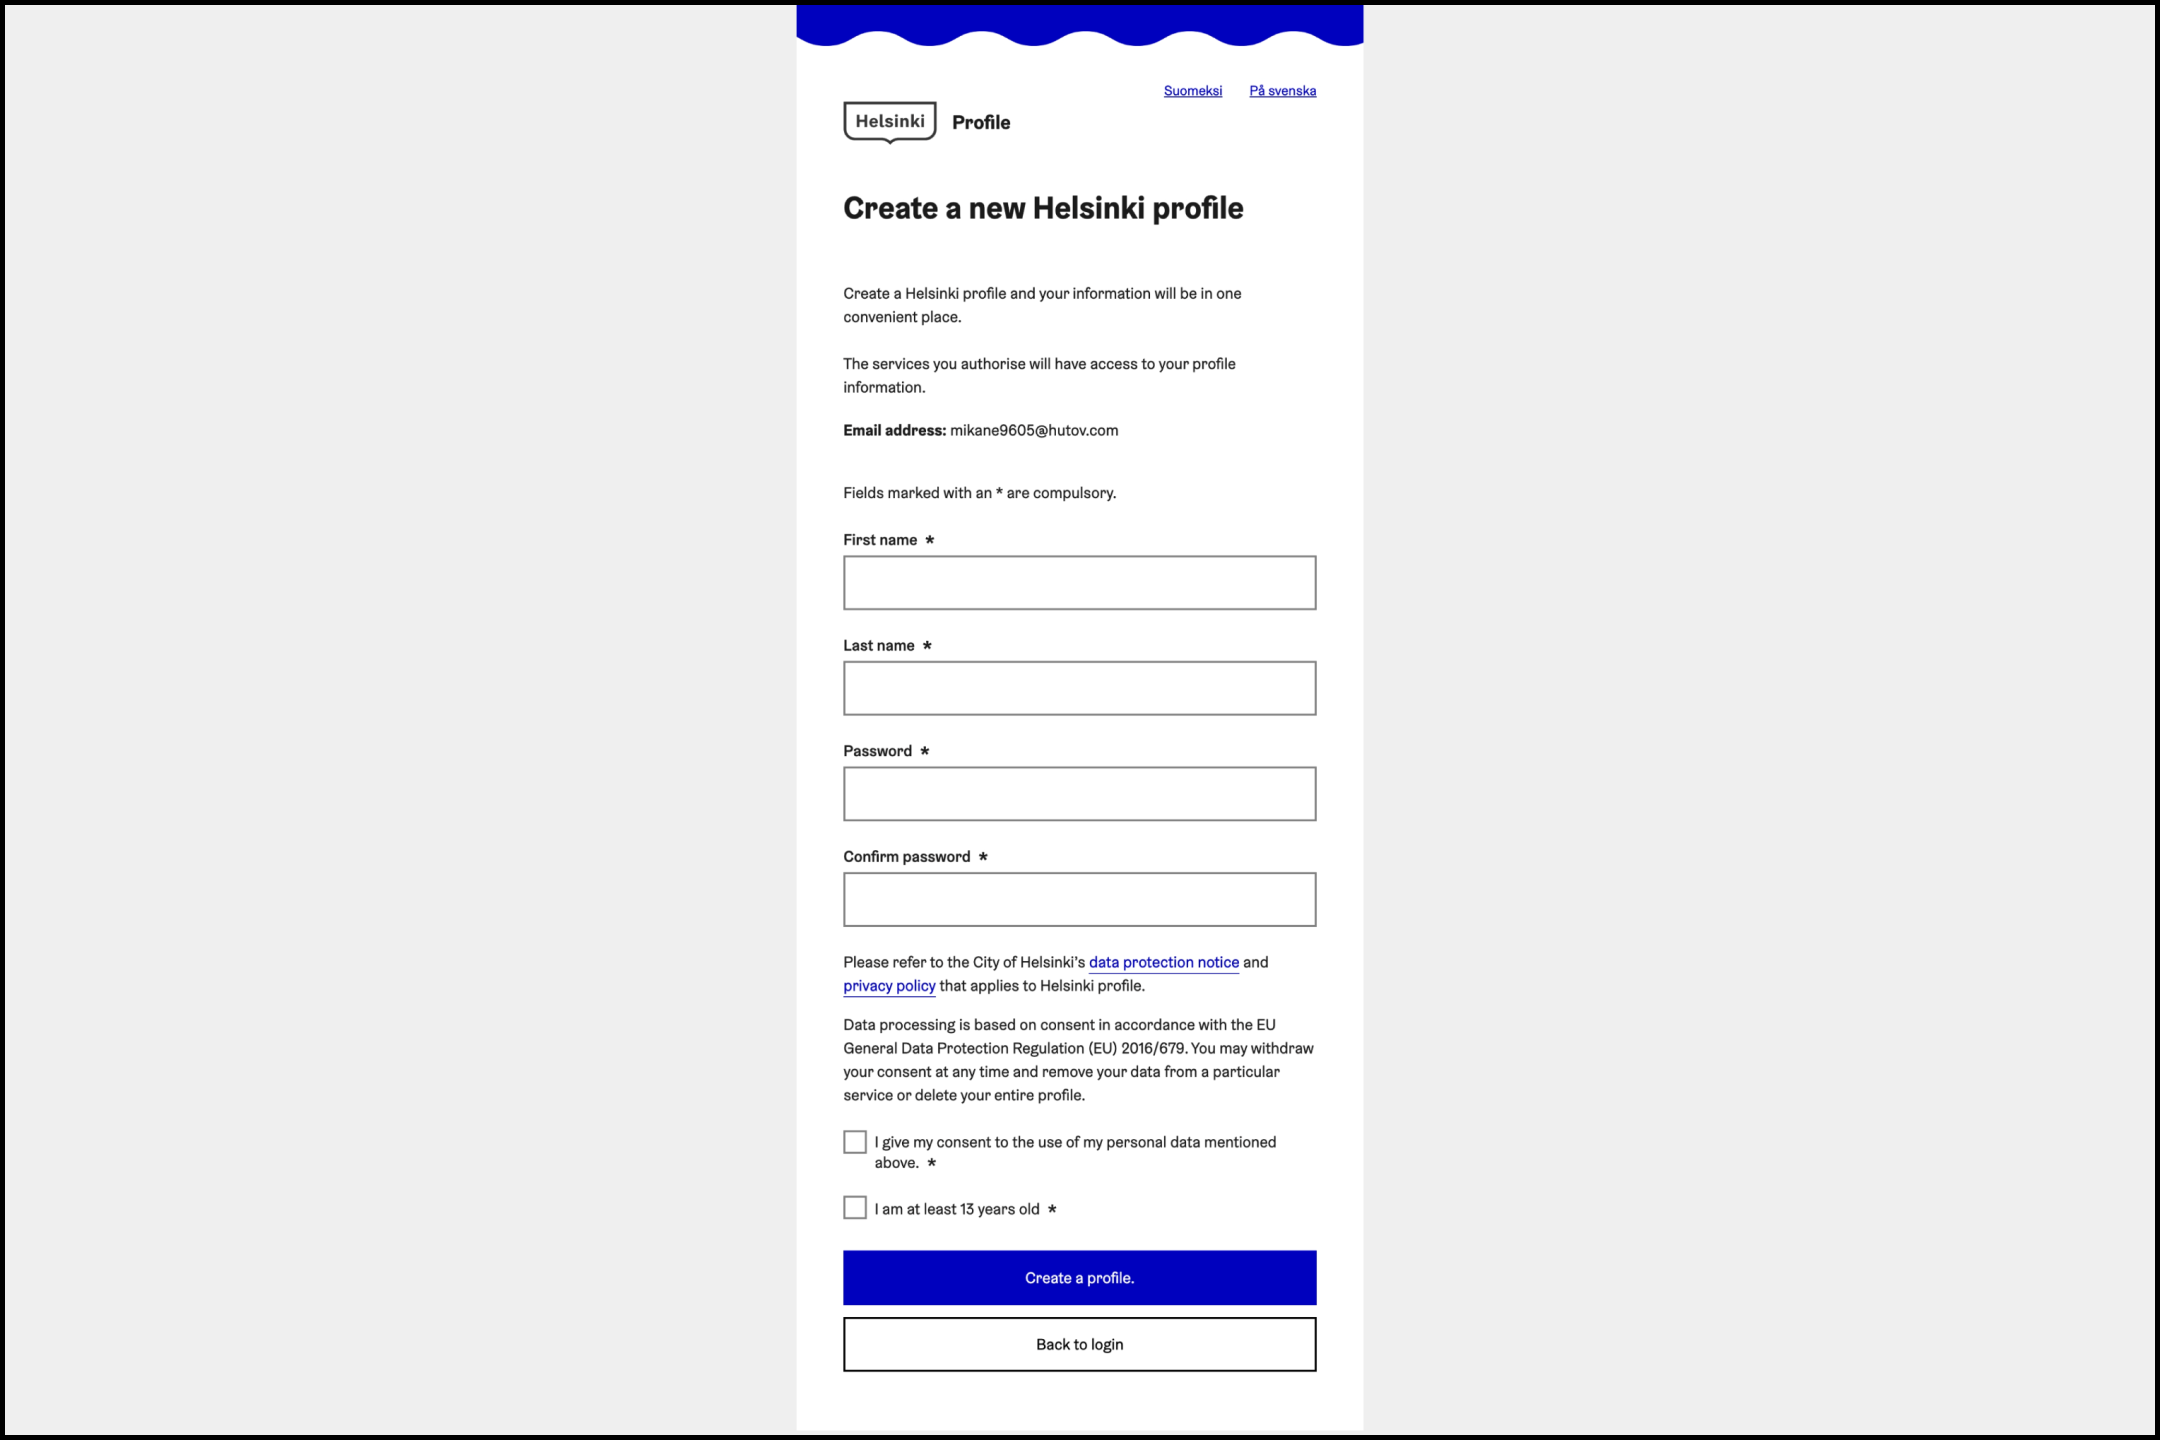 Suomeksi På svenska
Helsinki Profile
Create a new Helsinki profile
Create a Helsinki profile and your information will be in one
convenient place.
The services you authorise will have access to your profile
information.
Email address: mikane9605@hutov.com
Fields marked with an * are compulsory.
First name *
Last name *
Password *
Confirm password *
Please refer to the City of Helsinki's data protection notice and
privacy policy that applies to Helsinki profile.
Data processing is based on consent in accordance with the EU
General Data Protection Regulation (EU) 2016/679. You may withdraw
your consent at any time and remove your data from a particular
service or delete your entire profile.
I give my consent to the use of my personal data mentioned
above. *
I am at least 13 years old *
Create a profile.
Back to login